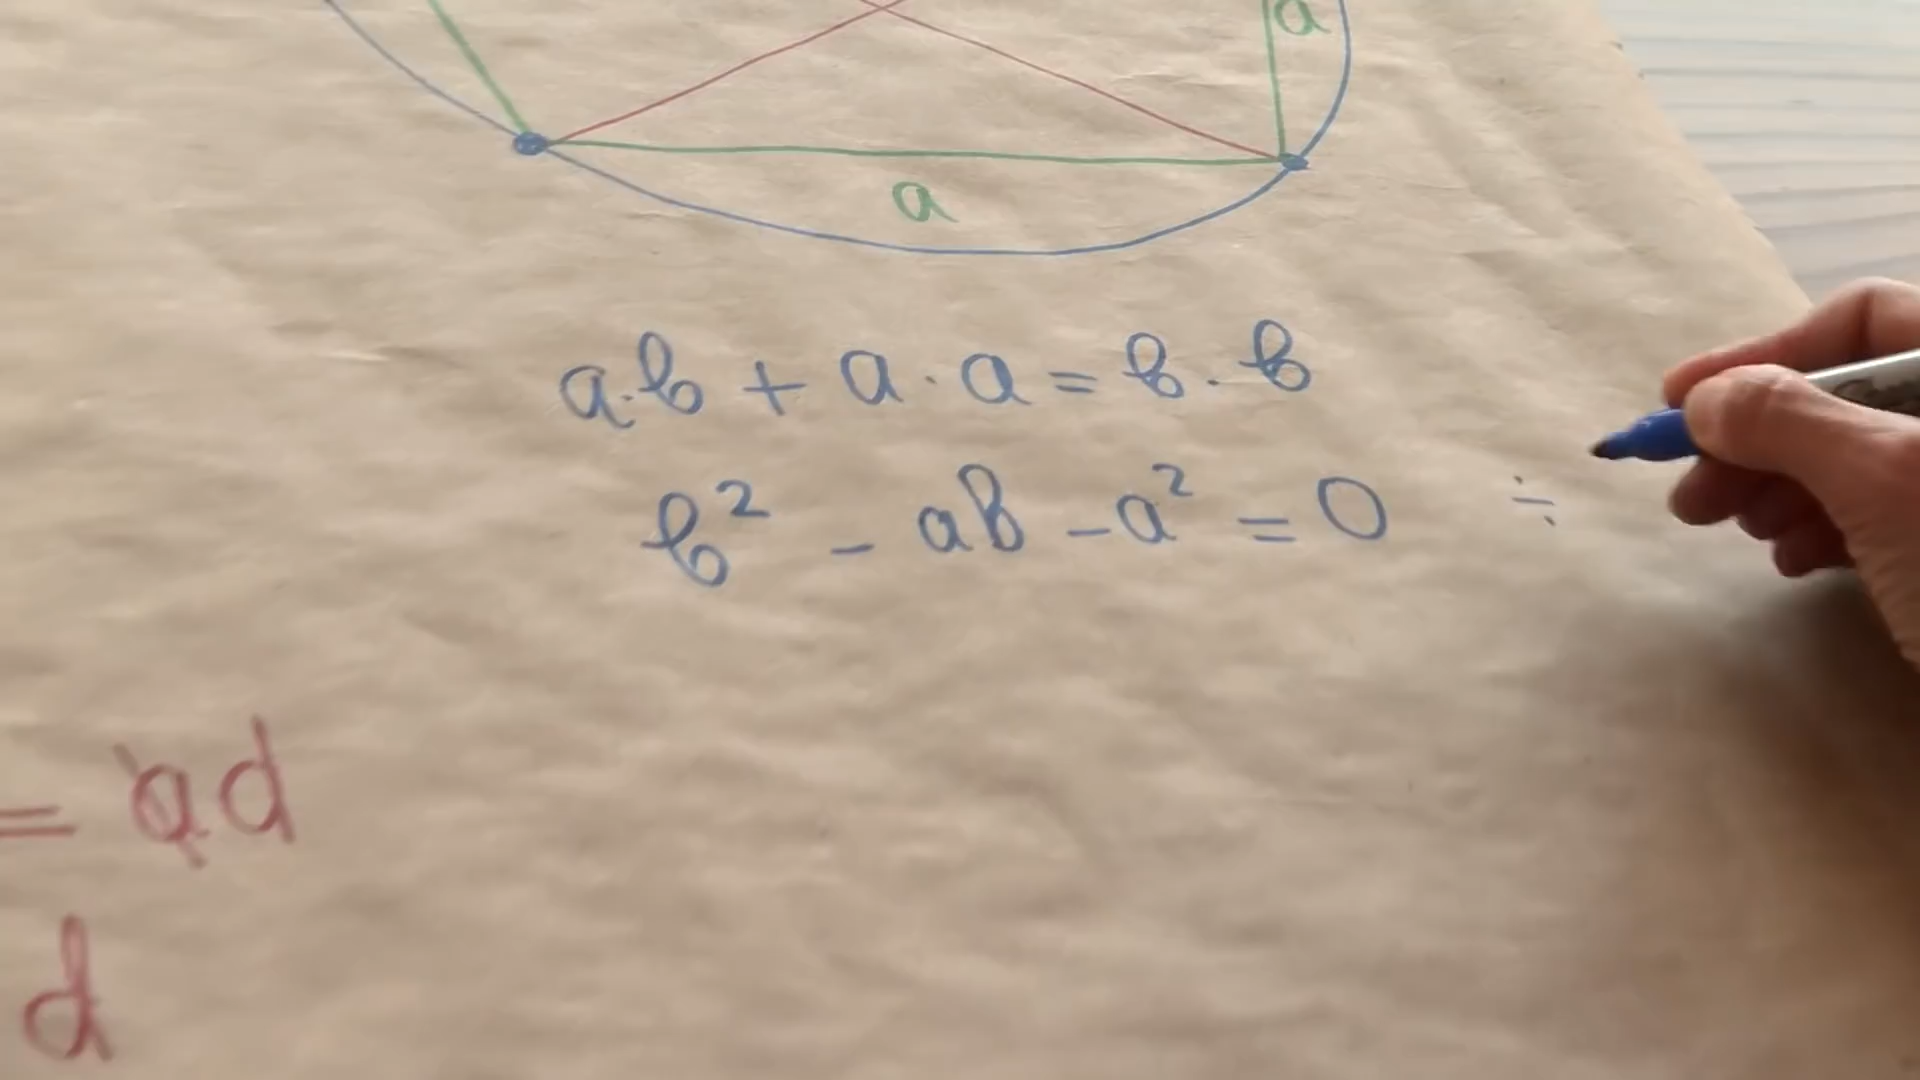 a
a
a·b + a·a = b·b
b² - ab - a² = 0 ÷
= ad
d